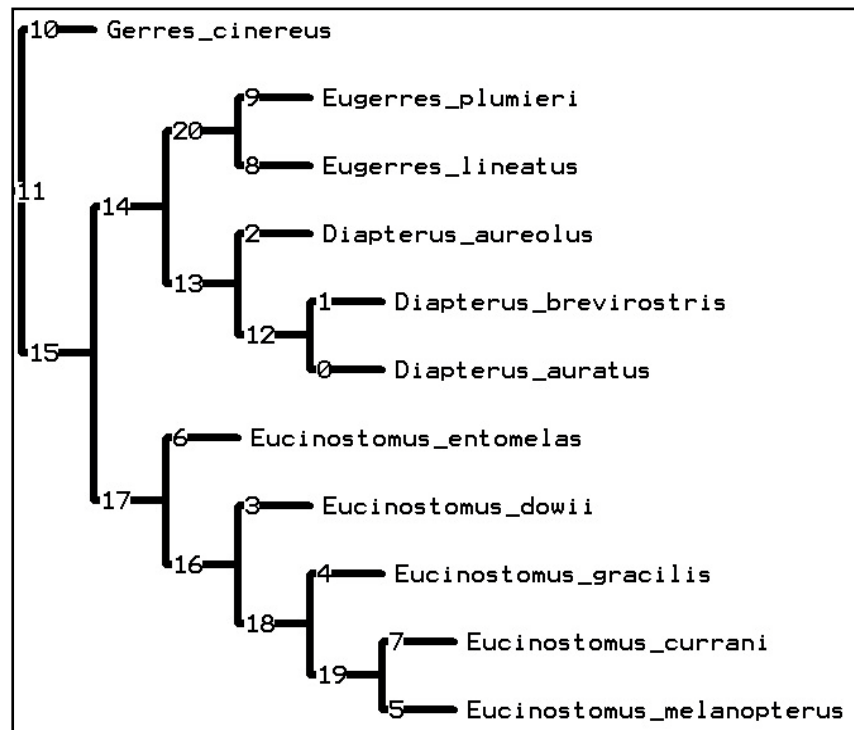 10 Gerres_cinereus
9 Eugerres_plumieri
20
8 Eugerres_lineatus
11
14
2 Diapterus_aureolus
13
1 Diapterus_brevirostris
12
15
0 Diapterus_auratus
6 Eucinostomus_entomelas
17
3 Eucinostomus_dowii
16
4 Eucinostomus_gracilis
18
7 Eucinostomus_currani
19
5 Eucinostomus_melanopterus